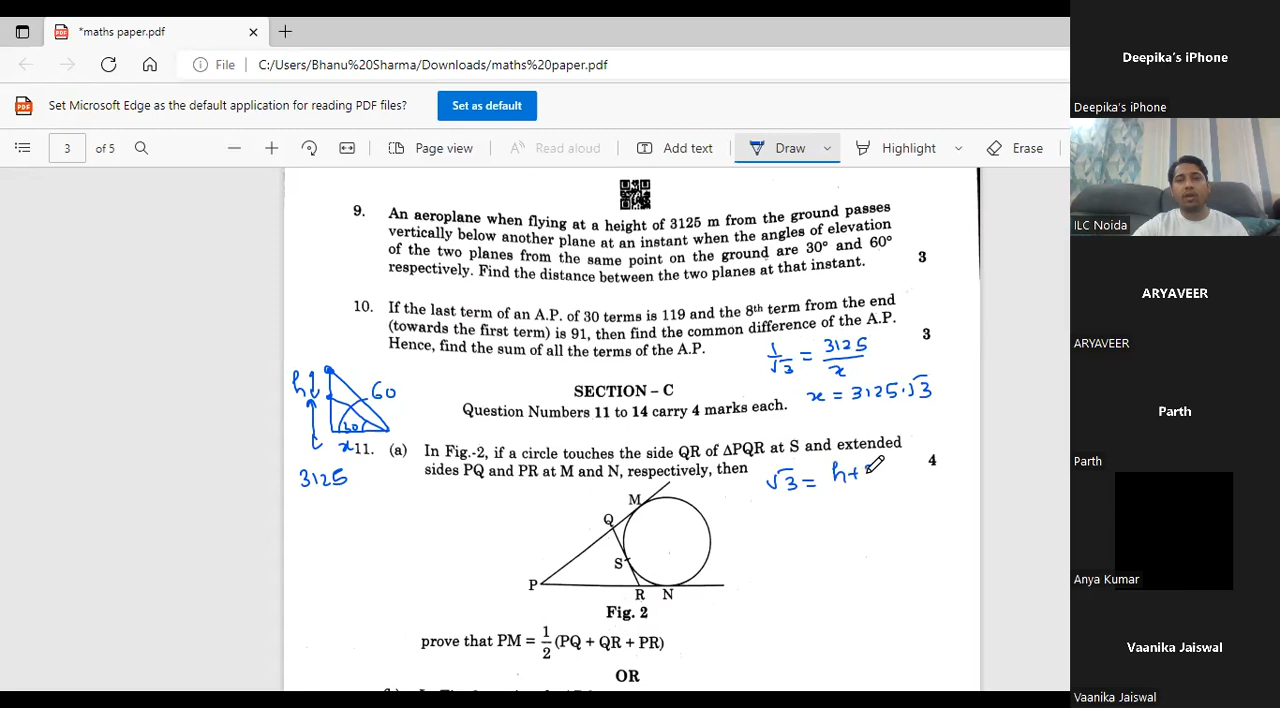 *maths paper.pdf
File C:/Users/Bhanu%20Sharma/Downloads/maths%20paper.pdf
Set Microsoft Edge as the default application for reading PDF files? Set as default
3 of 5 Page view Read aloud Add text Draw Highlight Erase
9. An aeroplane when flying at a height of 3125 m from the ground passes
vertically below another plane at an instant when the angles of elevation
of the two planes from the same point on the ground are 30° and 60°
respectively. Find the distance between the two planes at that instant. 3
10. If the last term of an A.P. of 30 terms is 119 and the 8th term from the end
(towards the first term) is 91, then find the common difference of the A.P.
Hence, find the sum of all the terms of the A.P. 3
1/√3 = 3125/x
x = 3125·√3
h
60
30
x
3125
SECTION – C
Question Numbers 11 to 14 carry 4 marks each.
11. (a) In Fig.-2, if a circle touches the side QR of ΔPQR at S and extended
sides PQ and PR at M and N, respectively, then 4
√3 = h+
M
Q
S
P
R N
Fig. 2
prove that PM = 1/2 (PQ + QR + PR)
OR
Deepika's iPhone
Deepika's iPhone
ILC Noida
ARYAVEER
ARYAVEER
Parth
Parth
Anya Kumar
Vaanika Jaiswal
Vaanika Jaiswal